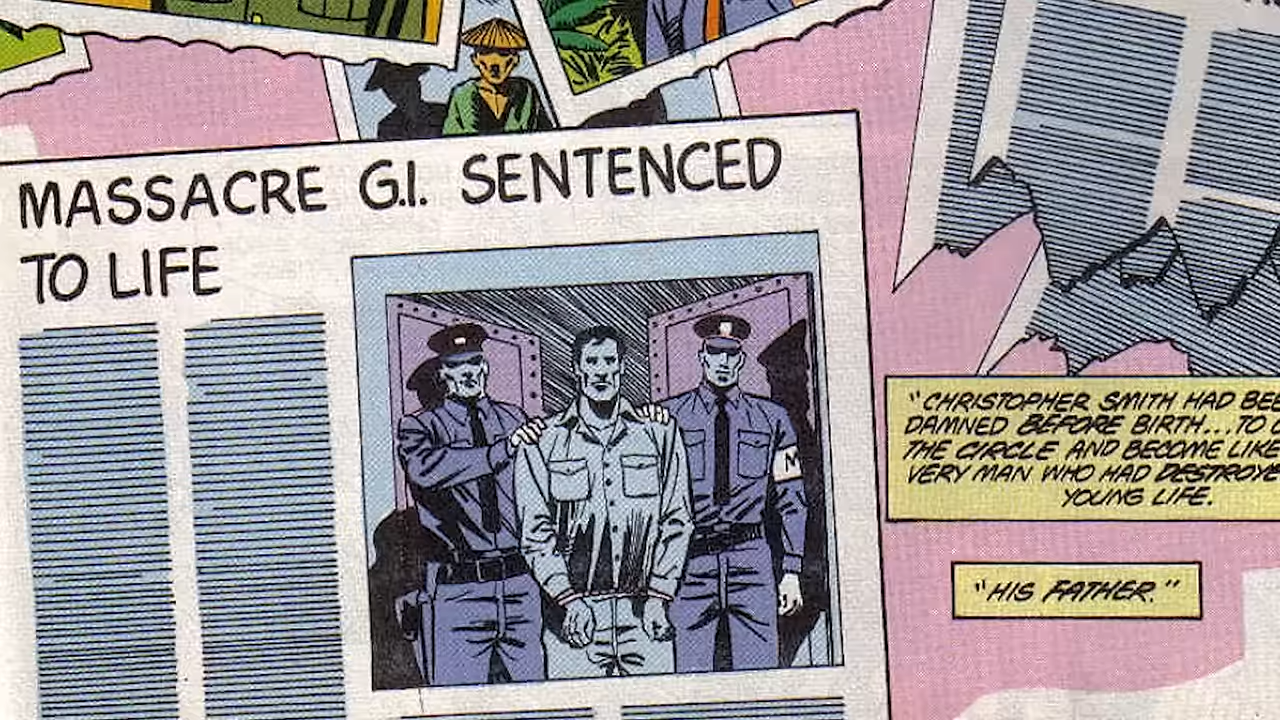 MASSACRE G.I. SENTENCED
TO LIFE
M
"CHRISTOPHER SMITH HAD
DAMNED BEFORE BIRTH...TO
THE CIRCLE AND BECOME LIKE
VERY MAN WHO HAD
YOUNG LIFE.
"HIS FATHER."